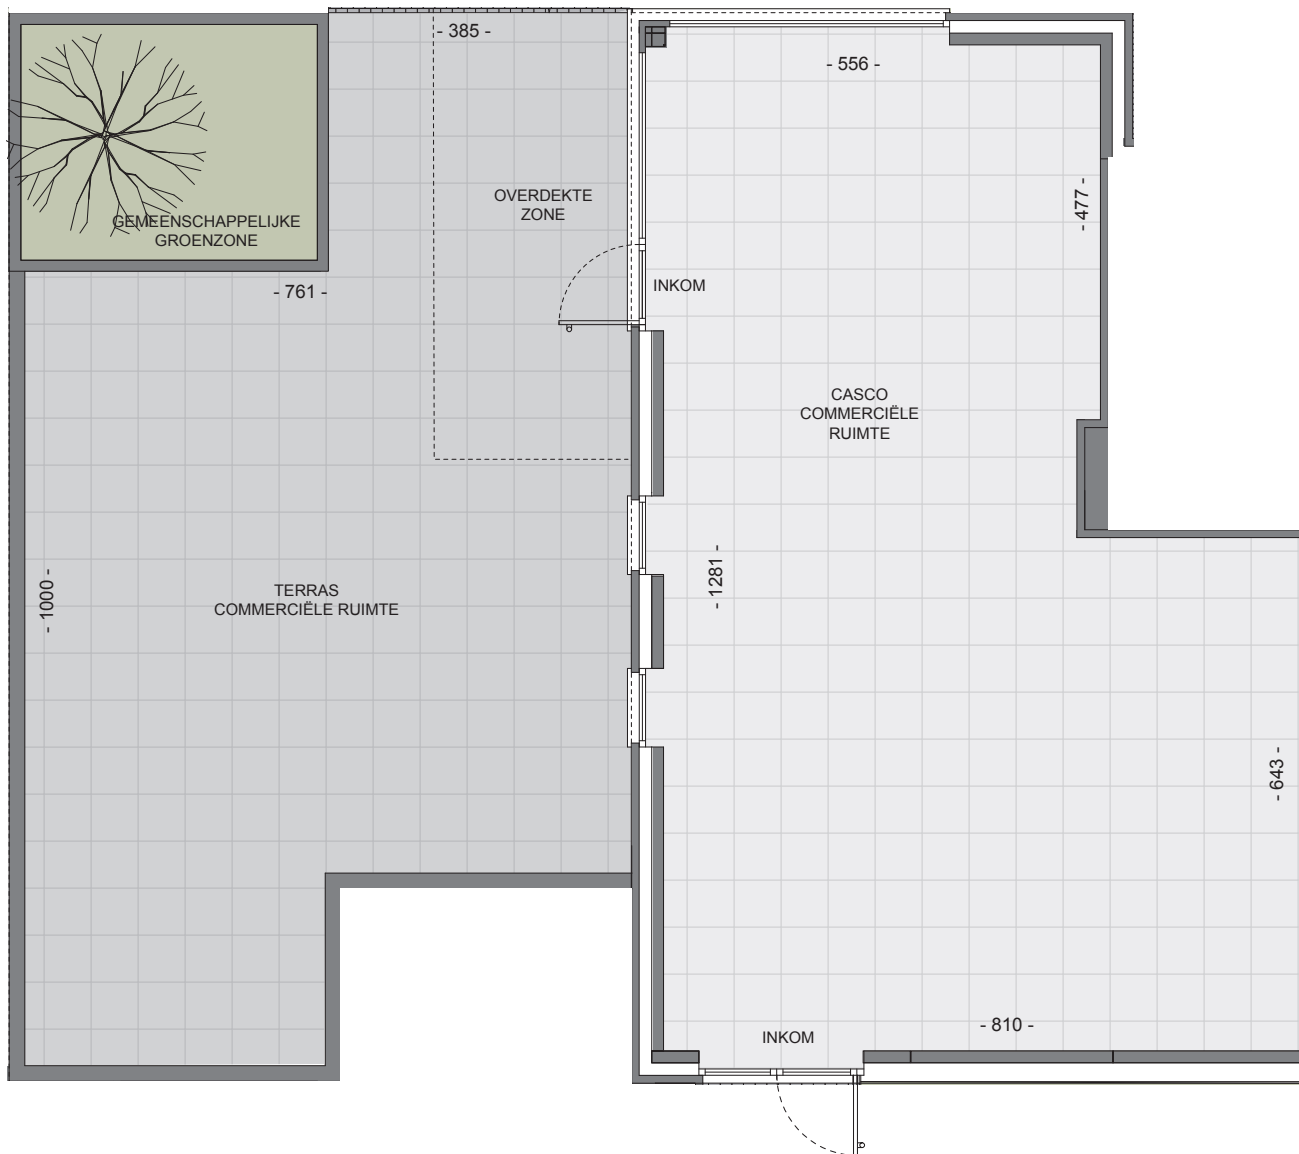 - 385 -
- 556 -
- 477 -
OVERDEKTE
ZONE
GEMEENSCHAPPELIJKE
GROENZONE
- 761 -
INKOM
CASCO
COMMERCIËLE
RUIMTE
- 1000 -
TERRAS
COMMERCIËLE RUIMTE
- 1281 -
- 643 -
- 810 -
INKOM